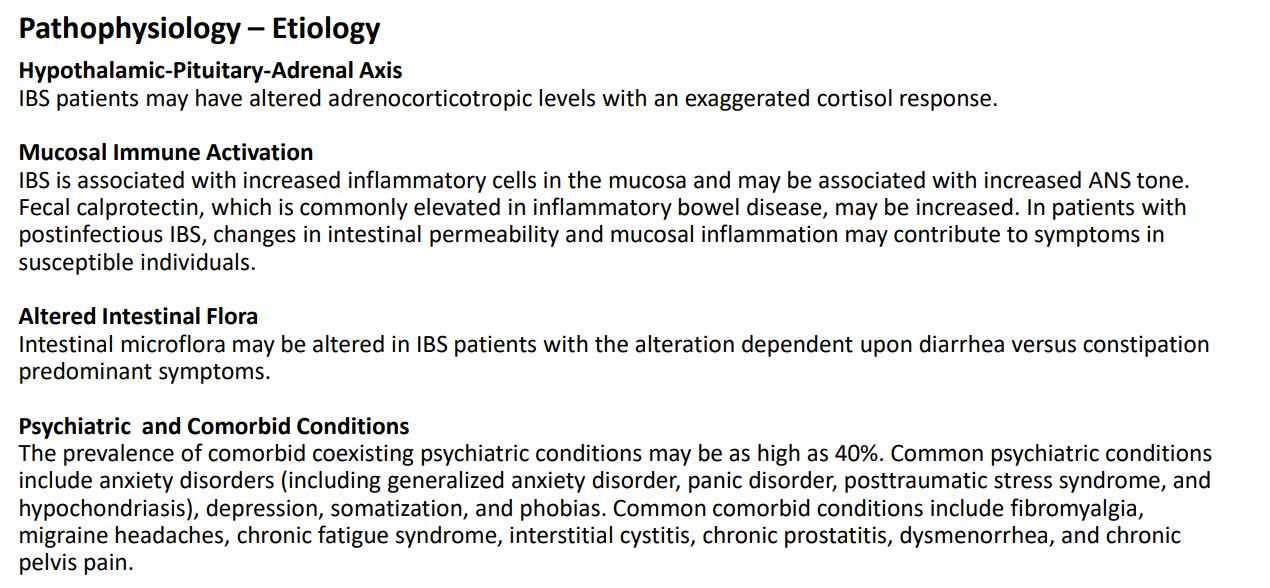 Pathophysiology – Etiology
Hypothalamic-Pituitary-Adrenal Axis
IBS patients may have altered adrenocorticotropic levels with an exaggerated cortisol response.
Mucosal Immune Activation
IBS is associated with increased inflammatory cells in the mucosa and may be associated with increased ANS tone.
Fecal calprotectin, which is commonly elevated in inflammatory bowel disease, may be increased. In patients with
postinfectious IBS, changes in intestinal permeability and mucosal inflammation may contribute to symptoms in
susceptible individuals.
Altered Intestinal Flora
Intestinal microflora may be altered in IBS patients with the alteration dependent upon diarrhea versus constipation
predominant symptoms.
Psychiatric  and Comorbid Conditions
The prevalence of comorbid coexisting psychiatric conditions may be as high as 40%. Common psychiatric conditions
include anxiety disorders (including generalized anxiety disorder, panic disorder, posttraumatic stress syndrome, and
hypochondriasis), depression, somatization, and phobias. Common comorbid conditions include fibromyalgia,
migraine headaches, chronic fatigue syndrome, interstitial cystitis, chronic prostatitis, dysmenorrhea, and chronic
pelvis pain.